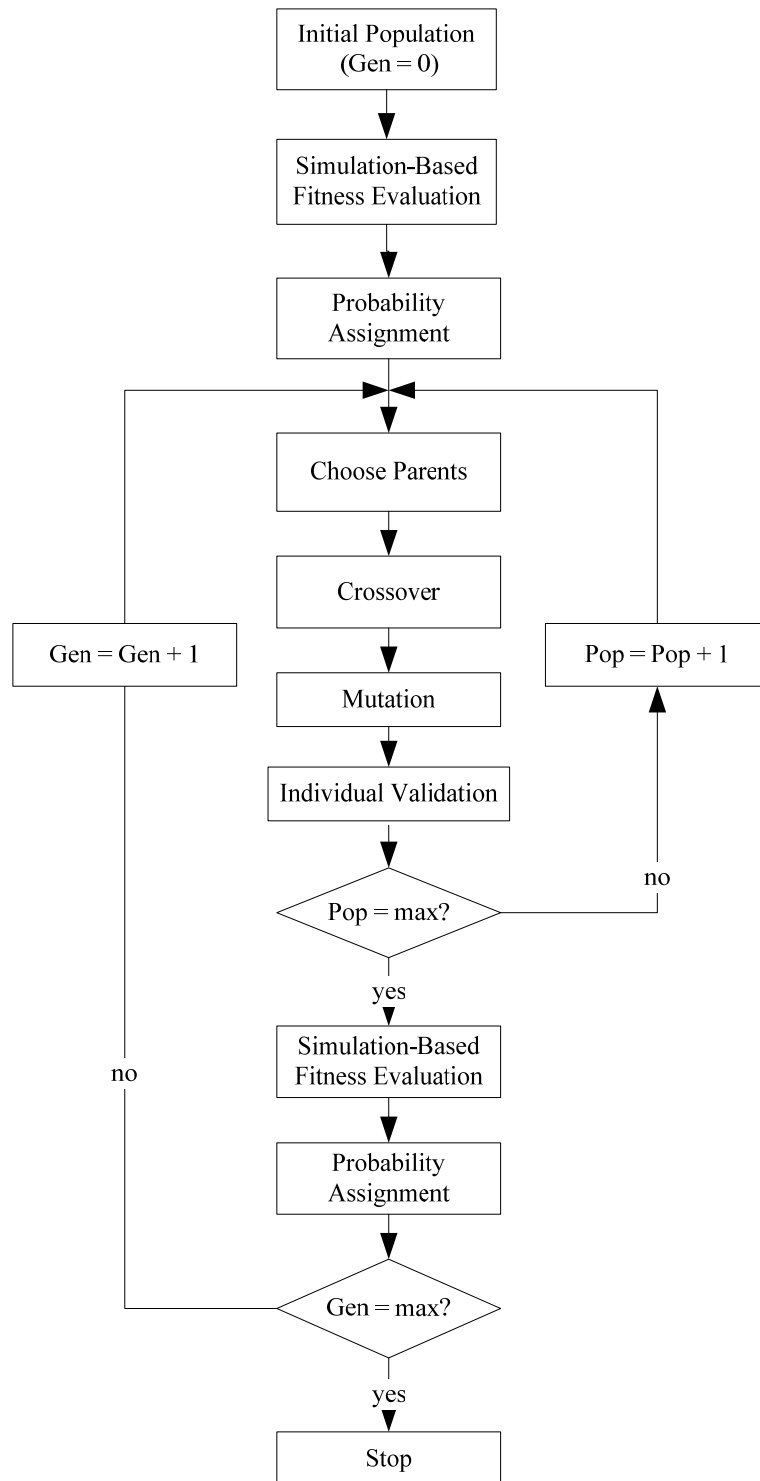 Initial Population
(Gen = 0)
Simulation-Based
Fitness Evaluation
Probability
Assignment
Choose Parents
Crossover
Gen = Gen + 1
Pop = Pop + 1
Mutation
Individual Validation
Pop = max?
no
yes
Simulation-Based
Fitness Evaluation
no
Probability
Assignment
Gen = max?
yes
Stop